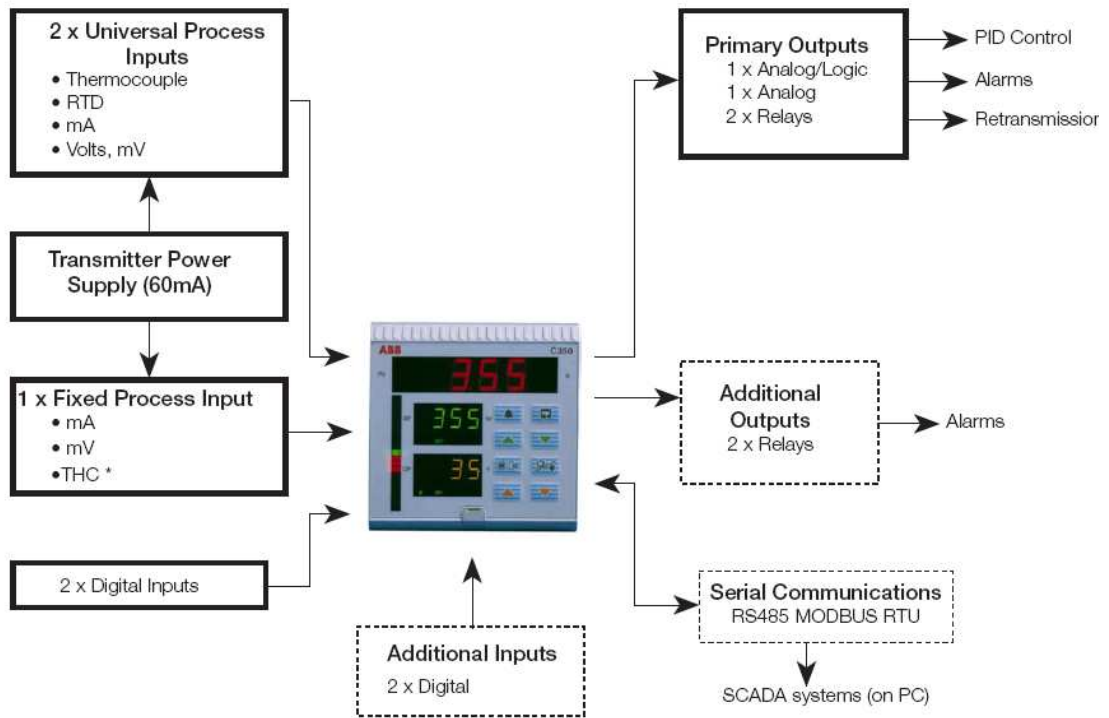 2 x Universal Process
Inputs
• Thermocouple
• RTD
• mA
• Volts, mV
Transmitter Power
Supply (60mA)
1 x Fixed Process Input
• mA
• mV
•THC *
2 x Digital Inputs
Additional Inputs
2 x Digital
ABB
C350
355
355
35
Primary Outputs
1 x Analog/Logic
1 x Analog
2 x Relays
PID Control
Alarms
Retransmission
Additional
Outputs
2 x Relays
Alarms
Serial Communications
RS485 MODBUS RTU
SCADA systems (on PC)